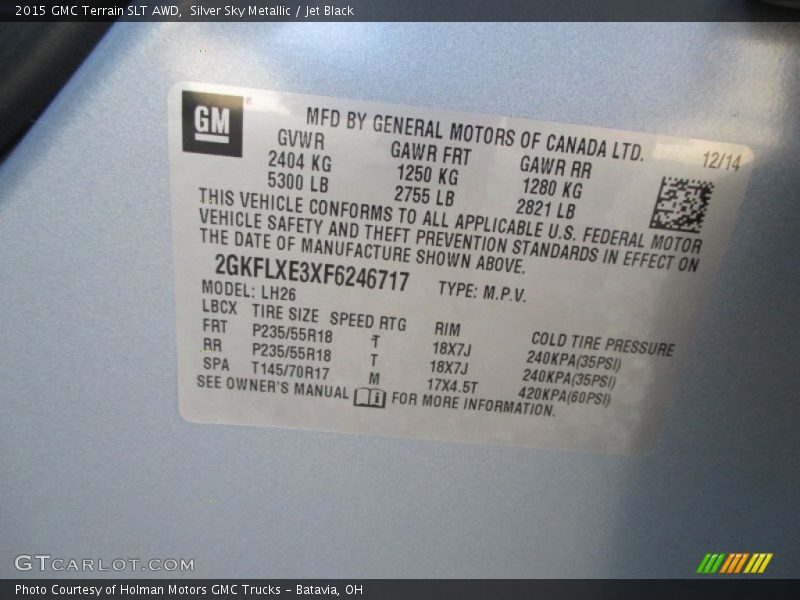 2015 GMC Terrain SLT AWD, Silver Sky Metallic / Jet Black
GM
MFD BY GENERAL MOTORS OF CANADA LTD.
12/14
GVWR GAWR FRT GAWR RR
2404 KG 1250 KG 1280 KG
5300 LB 2755 LB 2821 LB
THIS VEHICLE CONFORMS TO ALL APPLICABLE U.S. FEDERAL MOTOR
VEHICLE SAFETY AND THEFT PREVENTION STANDARDS IN EFFECT ON
THE DATE OF MANUFACTURE SHOWN ABOVE.
2GKFLXE3XF6246717 TYPE: M.P.V.
MODEL: LH26
LBCX TIRE SIZE SPEED RTG RIM COLD TIRE PRESSURE
FRT P235/55R18 T 18X7J 240KPA(35PSI)
RR P235/55R18 T 18X7J 240KPA(35PSI)
SPA T145/70R17 M 17X4.5T 420KPA(60PSI)
SEE OWNER'S MANUAL FOR MORE INFORMATION.
GTCARLOT.COM
Photo Courtesy of Holman Motors GMC Trucks - Batavia, OH